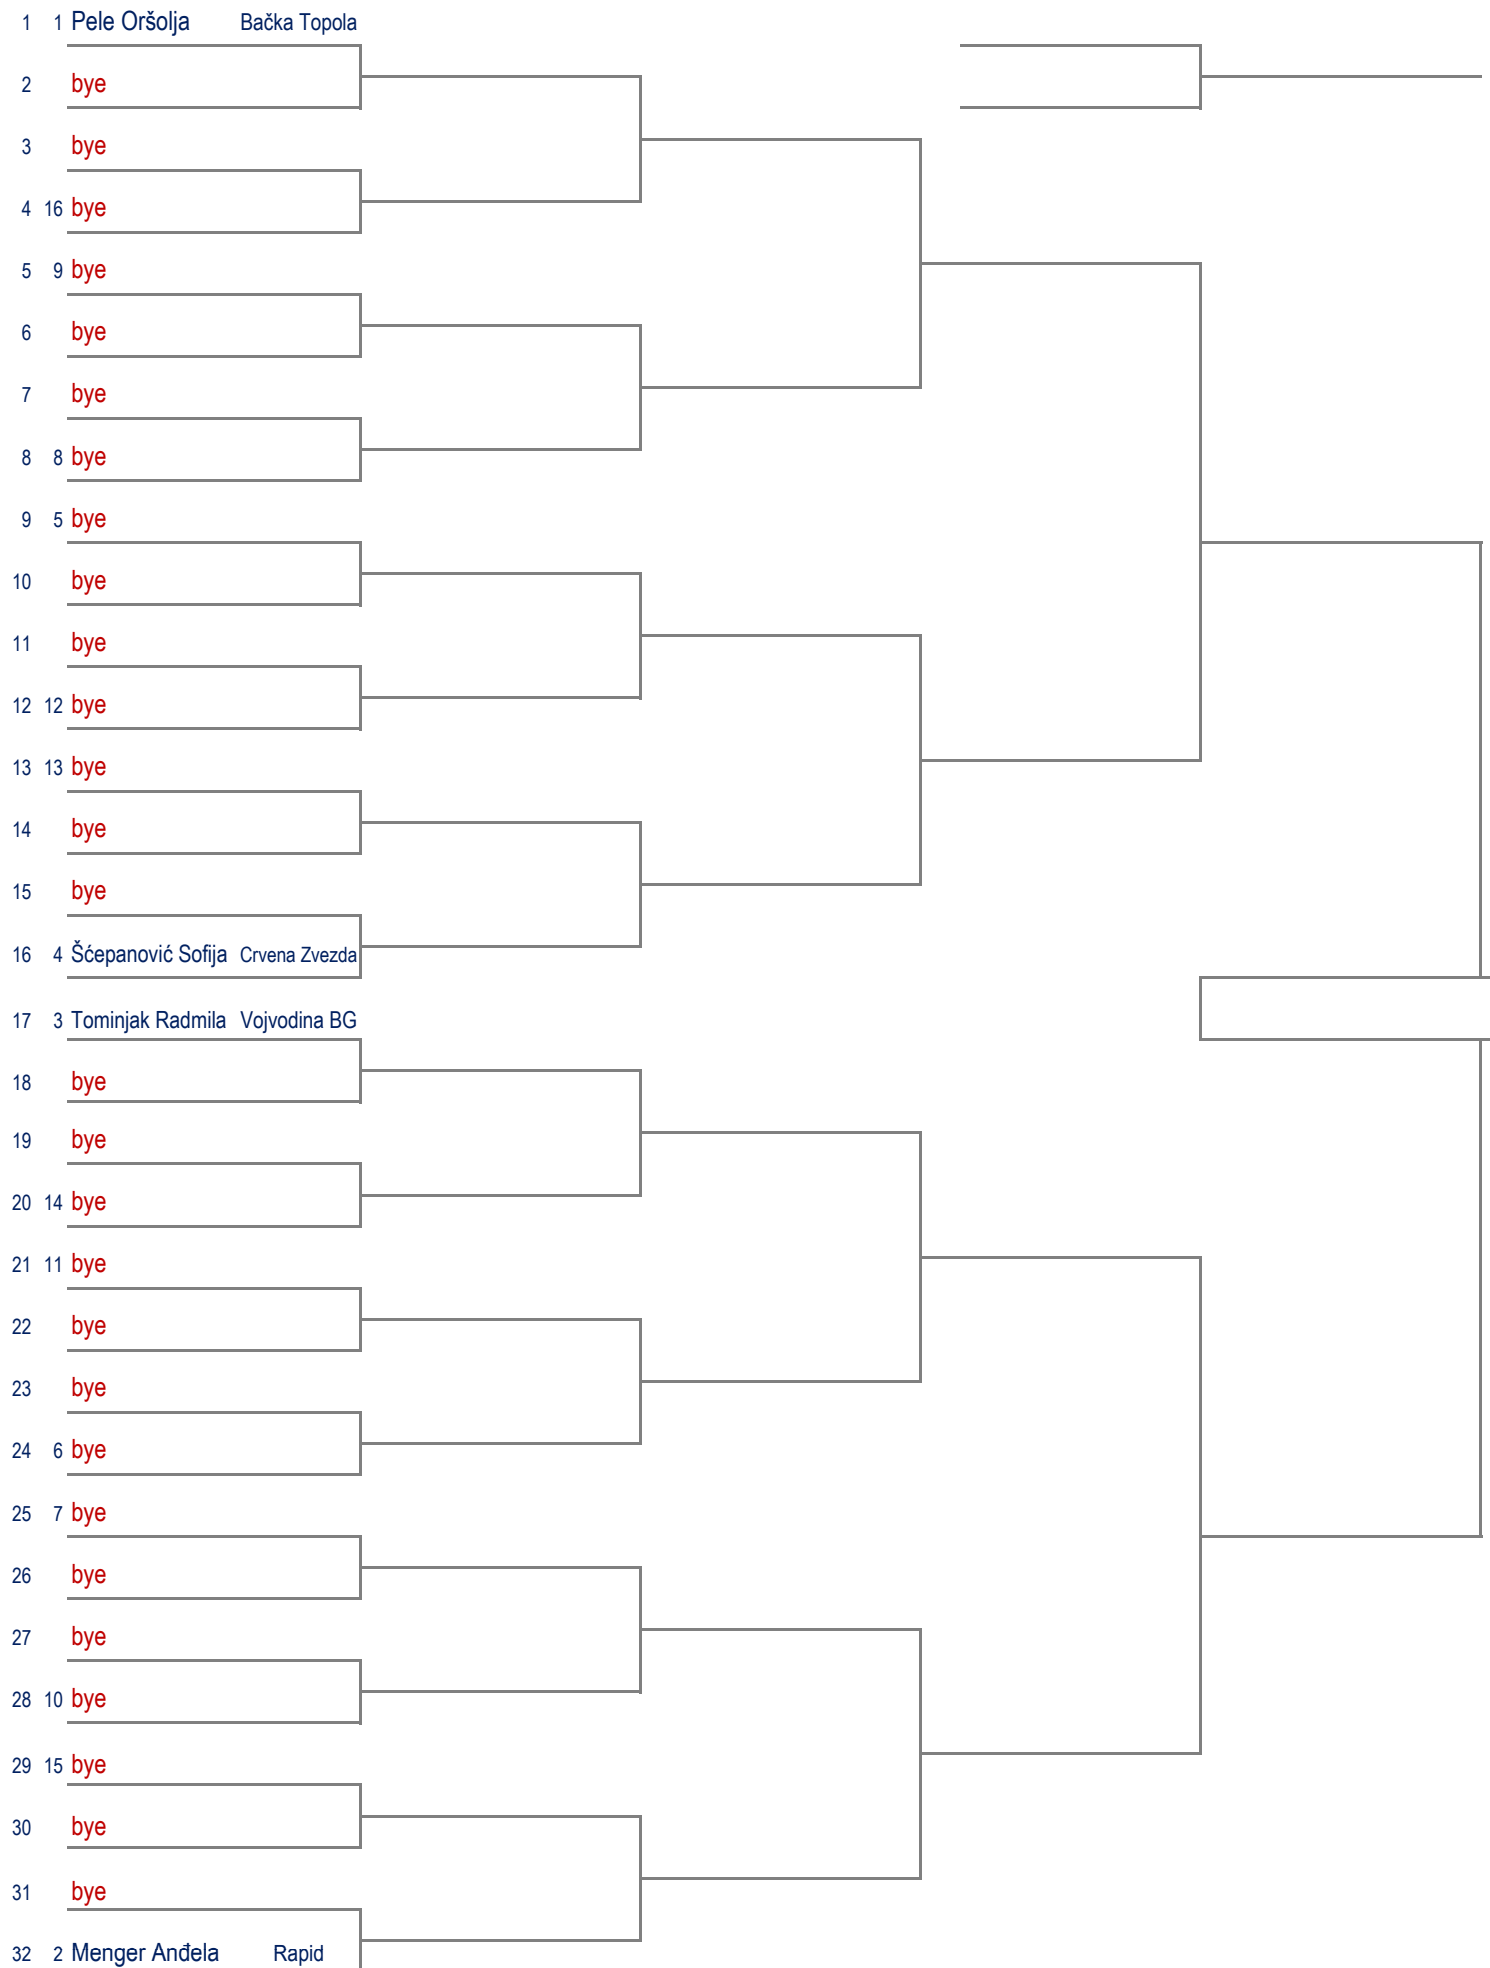 1 1 Pele Oršolja Bačka Topola
2 bye
3 bye
4 16 bye
5 9 bye
6 bye
7 bye
8 8 bye
9 5 bye
10 bye
11 bye
12 12 bye
13 13 bye
14 bye
15 bye
16 4 Šćepanović Sofija Crvena Zvezda
17 3 Tominjak Radmila Vojvodina BG
18 bye
19 bye
20 14 bye
21 11 bye
22 bye
23 bye
24 6 bye
25 7 bye
26 bye
27 bye
28 10 bye
29 15 bye
30 bye
31 bye
32 2 Menger Anđela Rapid